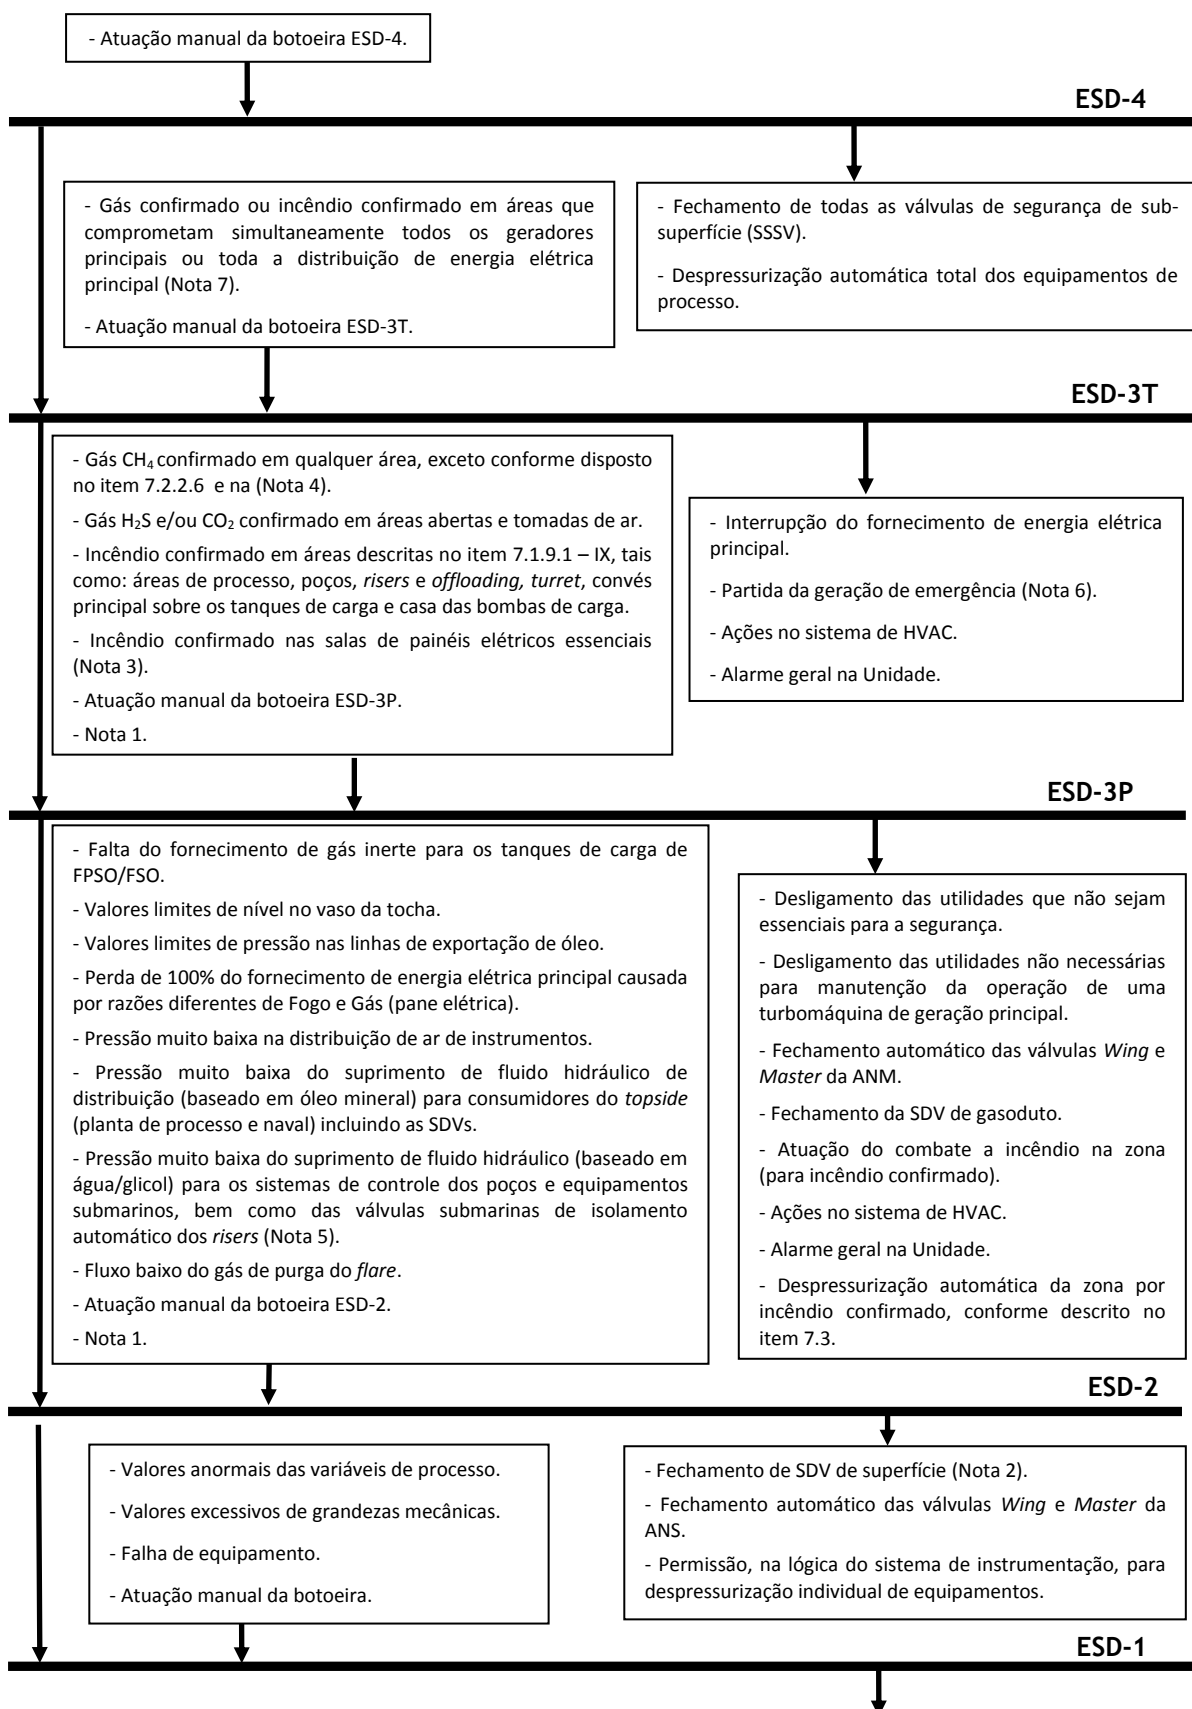 - Atuação manual da botoeira ESD-4.
ESD-4
- Gás confirmado ou incêndio confirmado em áreas que
comprometam simultaneamente todos os geradores
principais ou toda a distribuição de energia elétrica
principal (Nota 7).
- Atuação manual da botoeira ESD-3T.
- Fechamento de todas as válvulas de segurança de sub-
superfície (SSSV).
- Despressurização automática total dos equipamentos de
processo.
ESD-3T
- Gás CH₄ confirmado em qualquer área, exceto conforme disposto
no item 7.2.2.6 e na (Nota 4).
- Gás H₂S e/ou CO₂ confirmado em áreas abertas e tomadas de ar.
- Incêndio confirmado em áreas descritas no item 7.1.9.1 – IX, tais
como: áreas de processo, poços, risers e offloading, turret, convés
principal sobre os tanques de carga e casa das bombas de carga.
- Incêndio confirmado nas salas de painéis elétricos essenciais
(Nota 3).
- Atuação manual da botoeira ESD-3P.
- Nota 1.
- Interrupção do fornecimento de energia elétrica
principal.
- Partida da geração de emergência (Nota 6).
- Ações no sistema de HVAC.
- Alarme geral na Unidade.
ESD-3P
- Falta do fornecimento de gás inerte para os tanques de carga de
FPSO/FSO.
- Valores limites de nível no vaso da tocha.
- Valores limites de pressão nas linhas de exportação de óleo.
- Perda de 100% do fornecimento de energia elétrica principal causada
por razões diferentes de Fogo e Gás (pane elétrica).
- Pressão muito baixa na distribuição de ar de instrumentos.
- Pressão muito baixa do suprimento de fluido hidráulico de
distribuição (baseado em óleo mineral) para consumidores do topside
(planta de processo e naval) incluindo as SDVs.
- Pressão muito baixa do suprimento de fluido hidráulico (baseado em
água/glicol) para os sistemas de controle dos poços e equipamentos
submarinos, bem como das válvulas submarinas de isolamento
automático dos risers (Nota 5).
- Fluxo baixo do gás de purga do flare.
- Atuação manual da botoeira ESD-2.
- Nota 1.
- Desligamento das utilidades que não sejam
essenciais para a segurança.
- Desligamento das utilidades não necessárias
para manutenção da operação de uma
turbomáquina de geração principal.
- Fechamento automático das válvulas Wing e
Master da ANM.
- Fechamento da SDV de gasoduto.
- Atuação do combate a incêndio na zona
(para incêndio confirmado).
- Ações no sistema de HVAC.
- Alarme geral na Unidade.
- Despressurização automática da zona por
incêndio confirmado, conforme descrito no
item 7.3.
ESD-2
- Valores anormais das variáveis de processo.
- Valores excessivos de grandezas mecânicas.
- Falha de equipamento.
- Atuação manual da botoeira.
- Fechamento de SDV de superfície (Nota 2).
- Fechamento automático das válvulas Wing e Master da
ANS.
- Permissão, na lógica do sistema de instrumentação, para
despressurização individual de equipamentos.
ESD-1